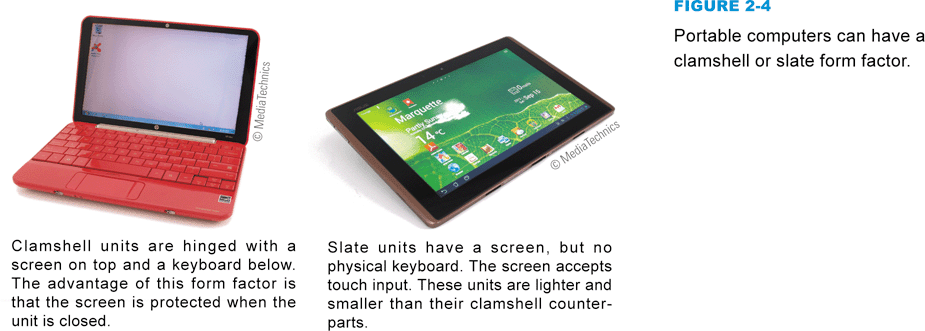 FIGURE 2-4
Portable computers can have a
clamshell or slate form factor.
© MediaTechnics
Marquette
14°C
Sep 15
© MediaTechnics
Clamshell units are hinged with a
screen on top and a keyboard below.
The advantage of this form factor is
that the screen is protected when the
unit is closed.
Slate units have a screen, but no
physical keyboard. The screen accepts
touch input. These units are lighter and
smaller than their clamshell counter-
parts.